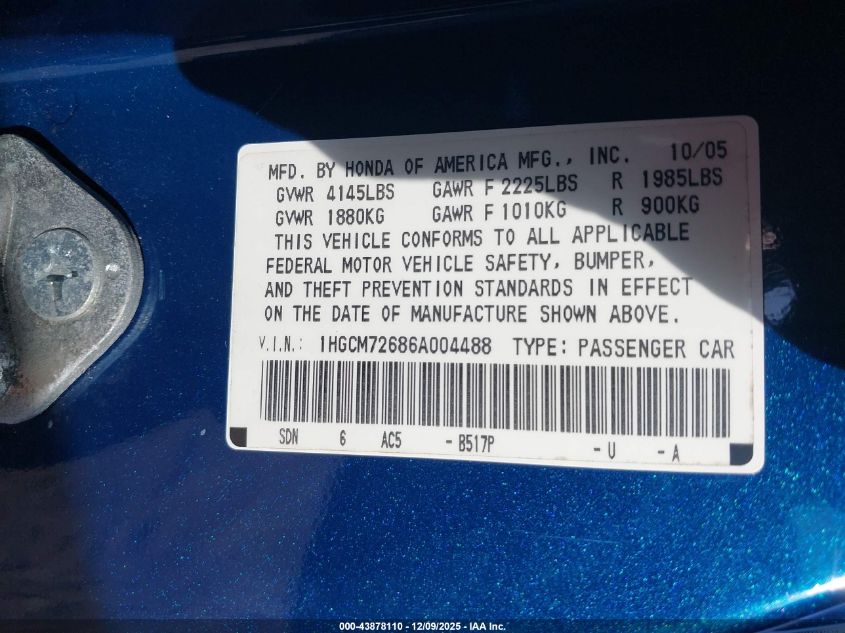 MFD. BY HONDA OF AMERICA MFG., INC. 10/05
GVWR 4145LBS GAWR F 2225LBS R 1985LBS
GVWR 1880KG GAWR F 1010KG R 900KG
THIS VEHICLE CONFORMS TO ALL APPLICABLE
FEDERAL MOTOR VEHICLE SAFETY, BUMPER,
AND THEFT PREVENTION STANDARDS IN EFFECT
ON THE DATE OF MANUFACTURE SHOWN ABOVE.
V.I.N.: 1HGCM72686A004488 TYPE: PASSENGER CAR
SDN 6 AC5 - B517P - U - A
000-43878110 - 12/09/2025 - IAA Inc.